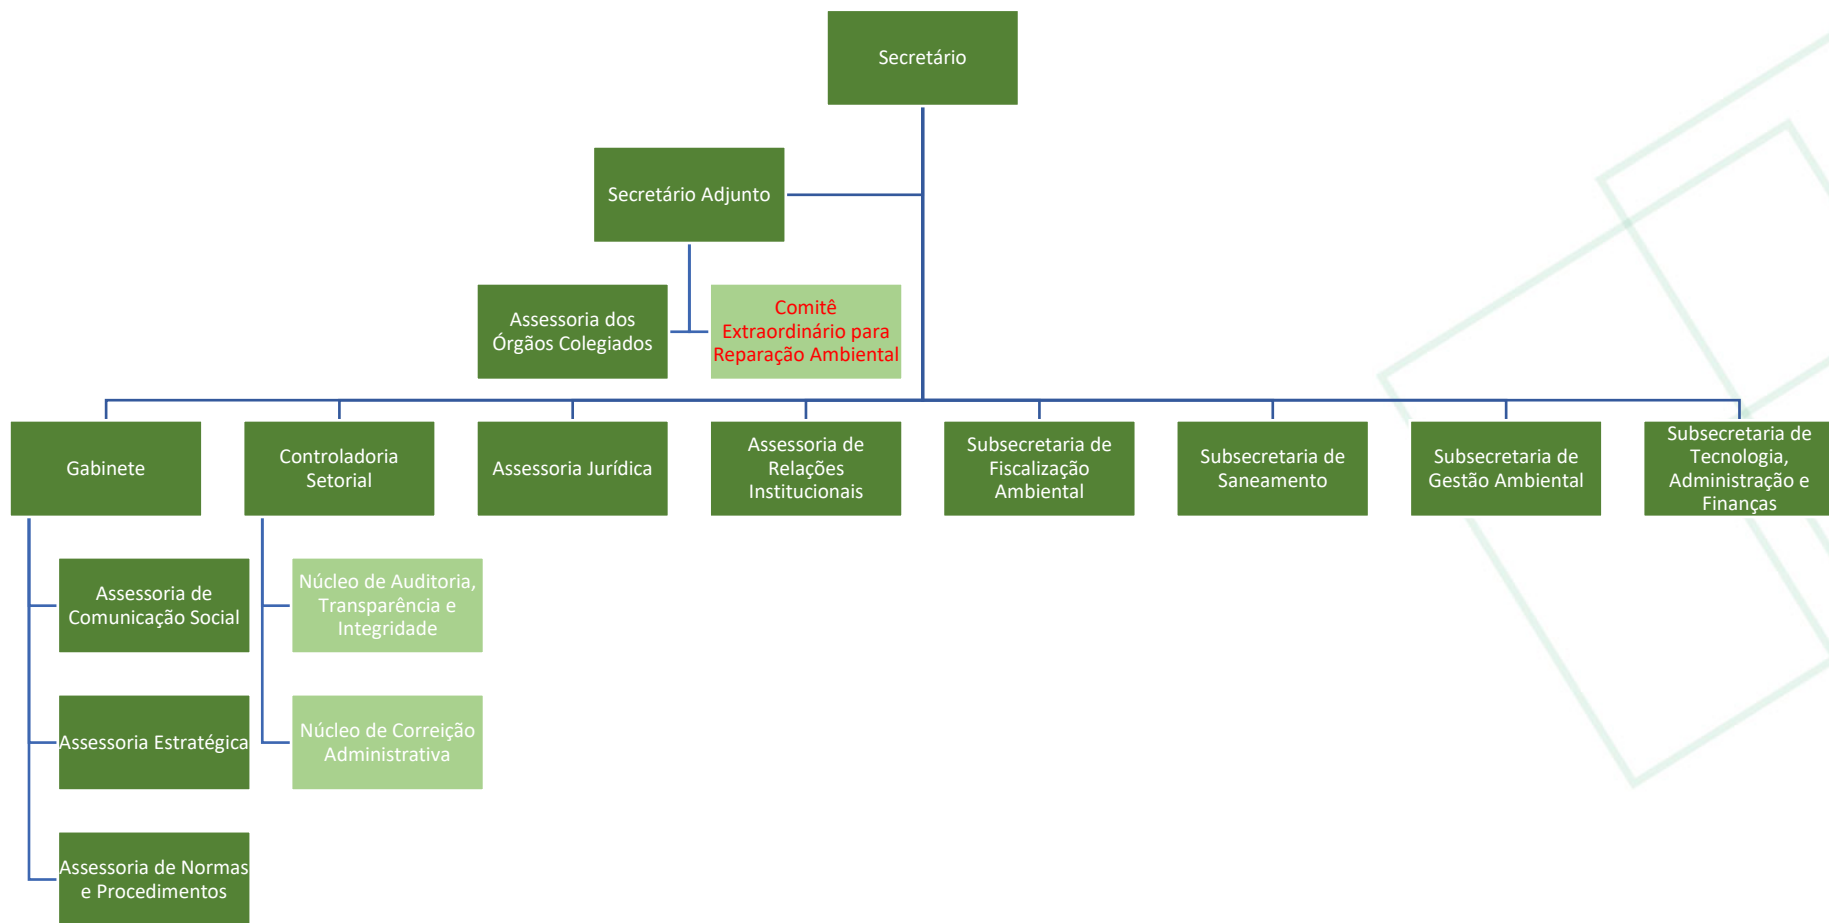 Secretário
Secretário Adjunto
Assessoria dos
Órgãos Colegiados
Comitê
Extraordinário para
Reparação Ambiental
Gabinete
Controladoria
Setorial
Assessoria Jurídica
Assessoria de
Relações
Institucionais
Subsecretaria de
Fiscalização
Ambiental
Subsecretaria de
Saneamento
Subsecretaria de
Gestão Ambiental
Subsecretaria de
Tecnologia,
Administração e
Finanças
Assessoria de
Comunicação Social
Núcleo de Auditoria,
Transparência e
Integridade
Assessoria Estratégica
Núcleo de Correição
Administrativa
Assessoria de Normas
e Procedimentos